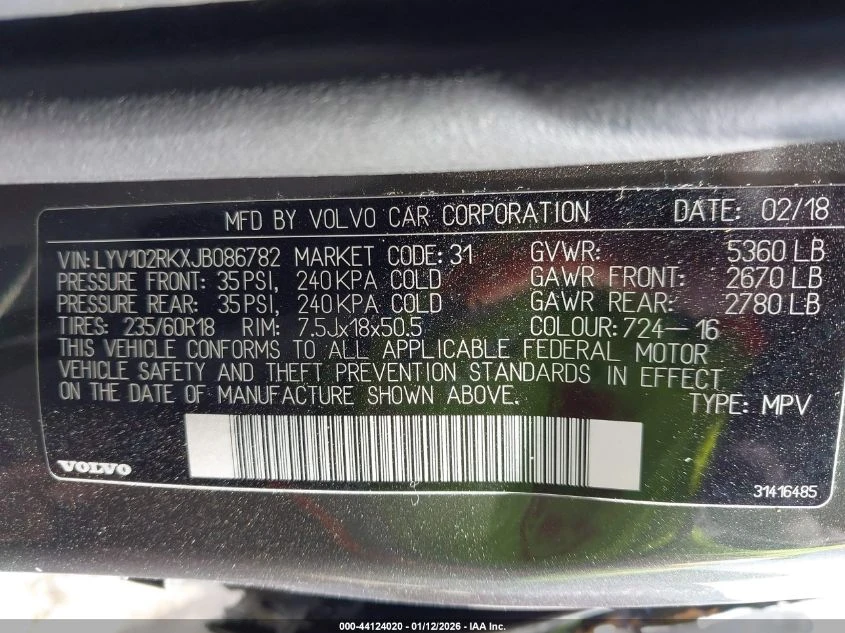 MFD BY VOLVO CAR CORPORATION DATE: 02/18
VIN: LYV102RKXJB086782 MARKET CODE: 31 GVWR: 5360 LB
PRESSURE FRONT: 35 PSI, 240 KPA COLD GAWR FRONT: 2670 LB
PRESSURE REAR: 35 PSI, 240 KPA COLD GAWR REAR: 2780 LB
TIRES: 235/60R18 RIM: 7.5Jx18x50.5 COLOUR: 724-16
THIS VEHICLE CONFORMS TO ALL APPLICABLE FEDERAL MOTOR
VEHICLE SAFETY AND THEFT PREVENTION STANDARDS IN EFFECT
ON THE DATE OF MANUFACTURE SHOWN ABOVE. TYPE: MPV
VOLVO
31416485
000-44124020 - 01/12/2026 - IAA Inc.